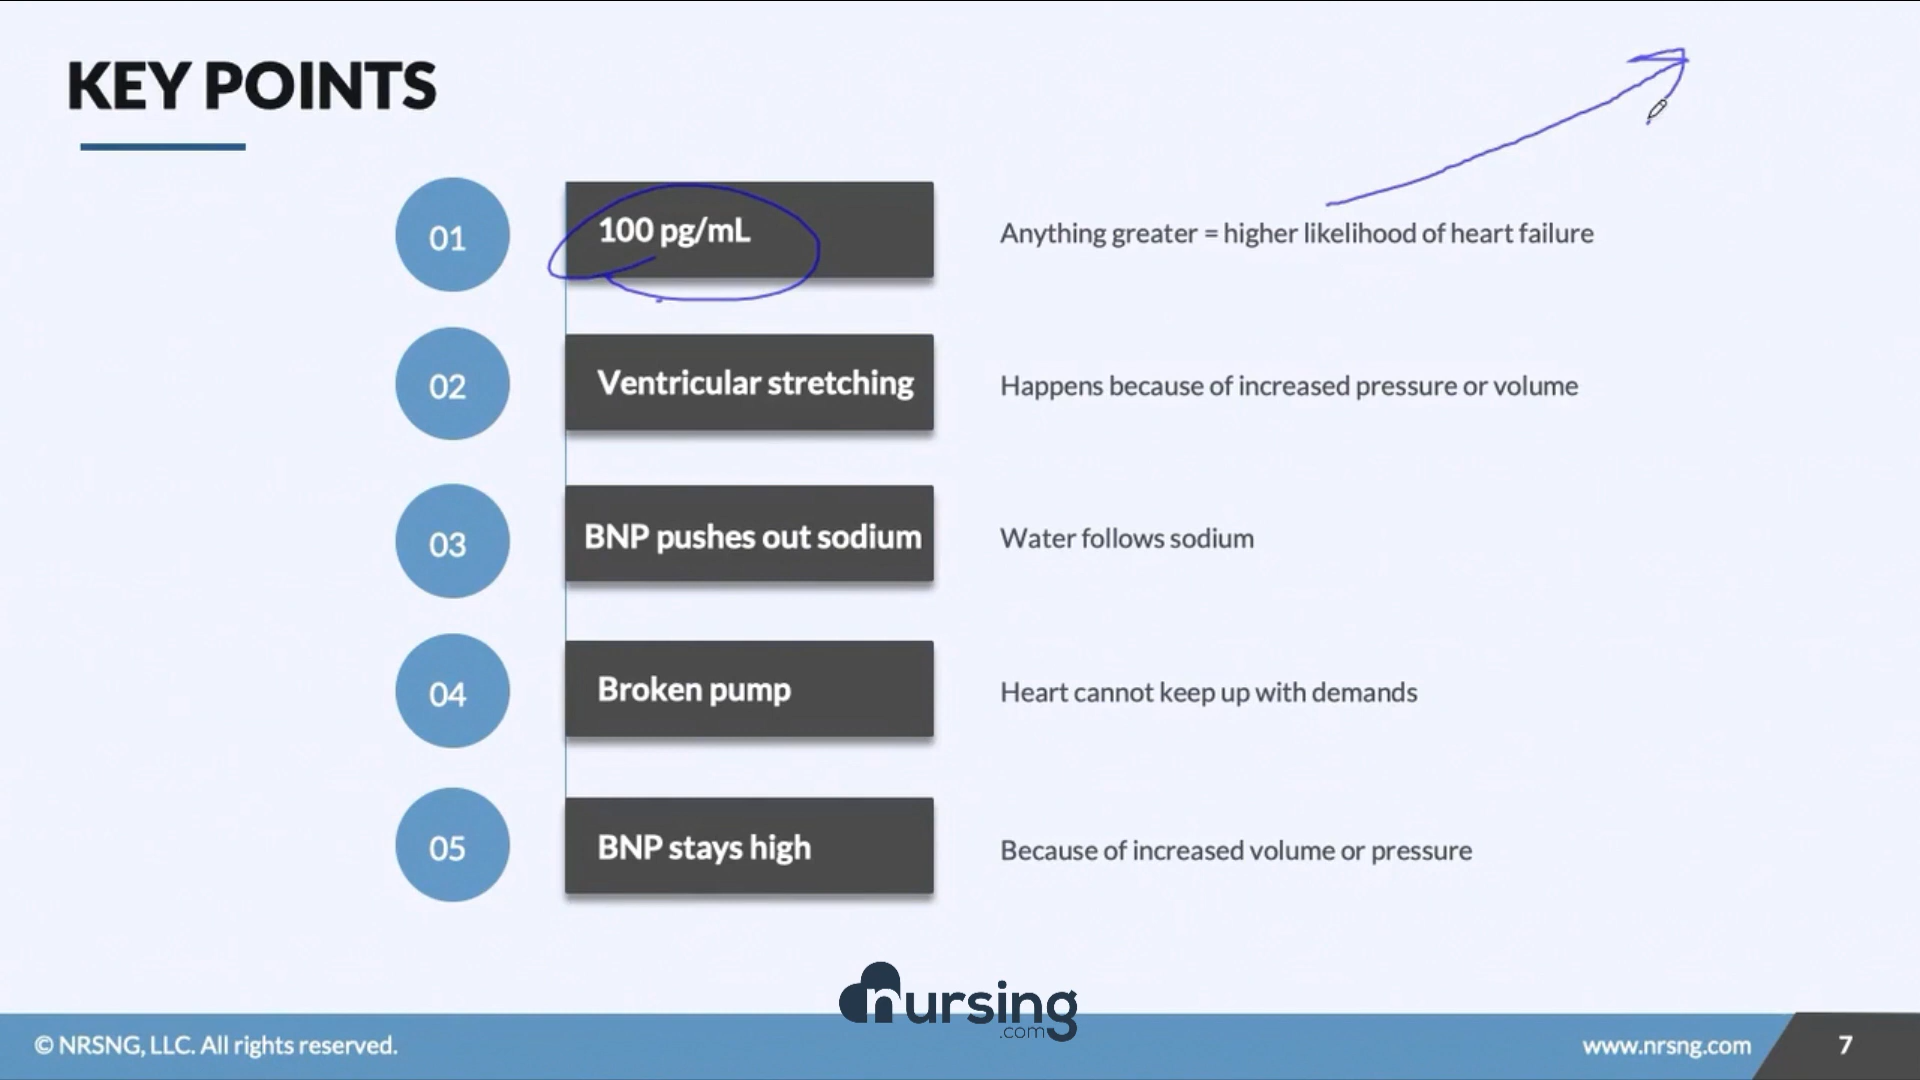 KEY POINTS
01
100 pg/mL
Anything greater = higher likelihood of heart failure
02
Ventricular stretching
Happens because of increased pressure or volume
03
BNP pushes out sodium
Water follows sodium
04
Broken pump
Heart cannot keep up with demands
05
BNP stays high
Because of increased volume or pressure
nursing
.com
© NRSNG, LLC. All rights reserved.
www.nrsng.com
7